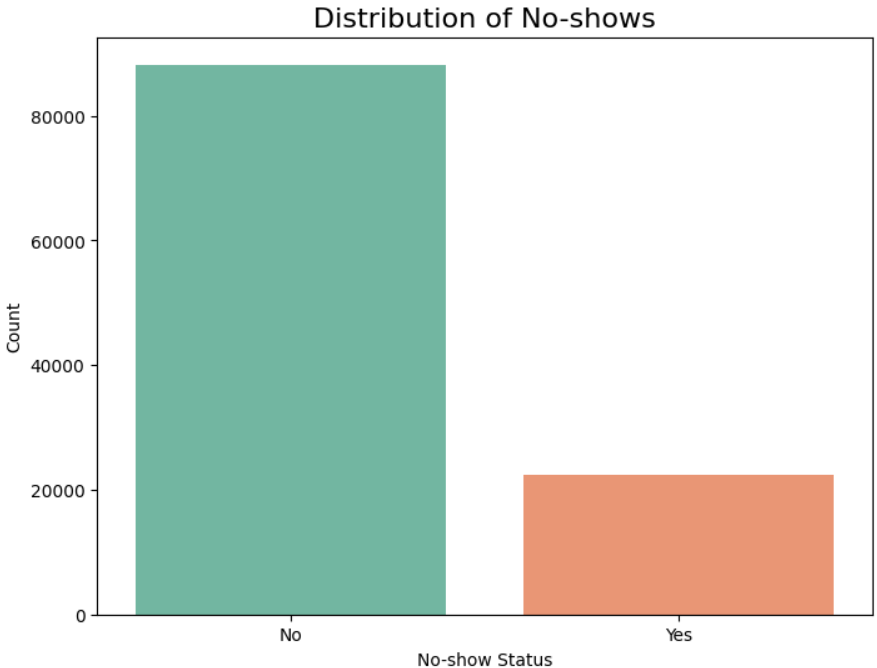 Distribution of No-shows
Count
80000
60000
40000
20000
0
No
Yes
No-show Status